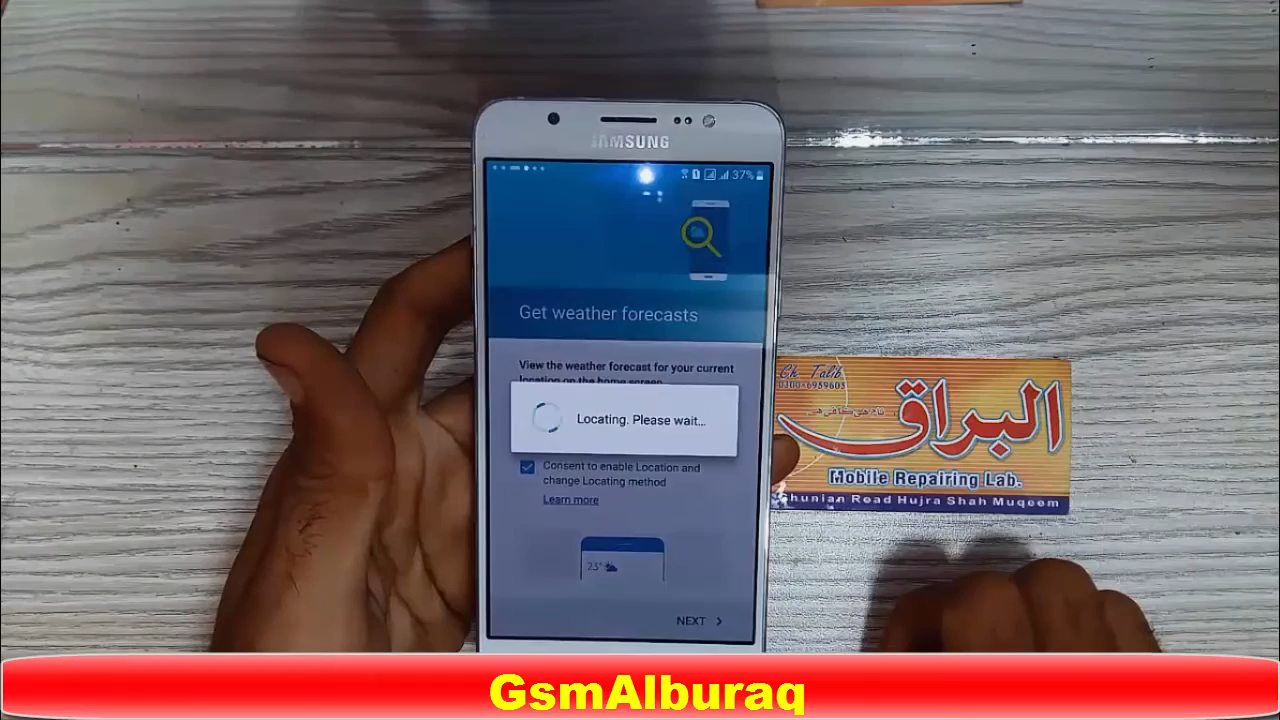 SAMSUNG
37%
Get weather forecasts
View the weather forecast for your current
location on the home screen
Locating. Please wait...
Consent to enable Location and
change Locating method
Learn more
23°
NEXT >
Ch Talib
0300-6959603
البراق
Mobile Repairing Lab.
Chunian Road Hujra Shah Muqeem
GsmAlburaq